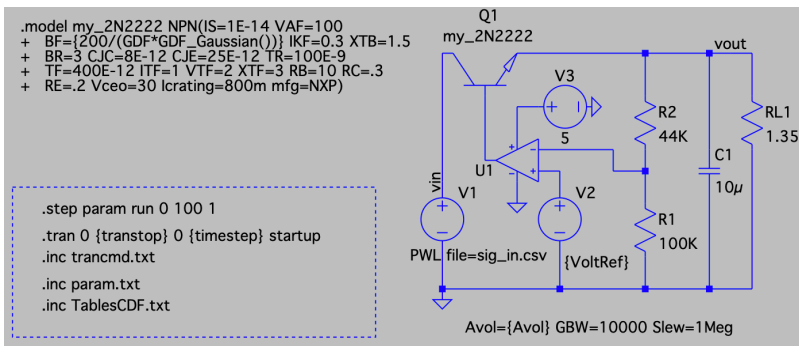 .model my_2N2222 NPN(IS=1E-14 VAF=100
+ BF={200/(GDF*GDF_Gaussian())} IKF=0.3 XTB=1.5
+ BR=3 CJC=8E-12 CJE=25E-12 TR=100E-9
+ TF=400E-12 ITF=1 VTF=2 XTF=3 RB=10 RC=.3
+ RE=.2 Vceo=30 Icrating=800m mfg=NXP)
Q1
my_2N2222
vout
V3
5
R2
44K
RL1
1.35
U1
C1
10µ
vin
V1
V2
R1
100K
PWL file=sig_in.csv
{VoltRef}
.step param run 0 100 1
.tran 0 {transtop} 0 {timestep} startup
.inc trancmd.txt
.inc param.txt
.inc TablesCDF.txt
Avol={Avol} GBW=10000 Slew=1Meg